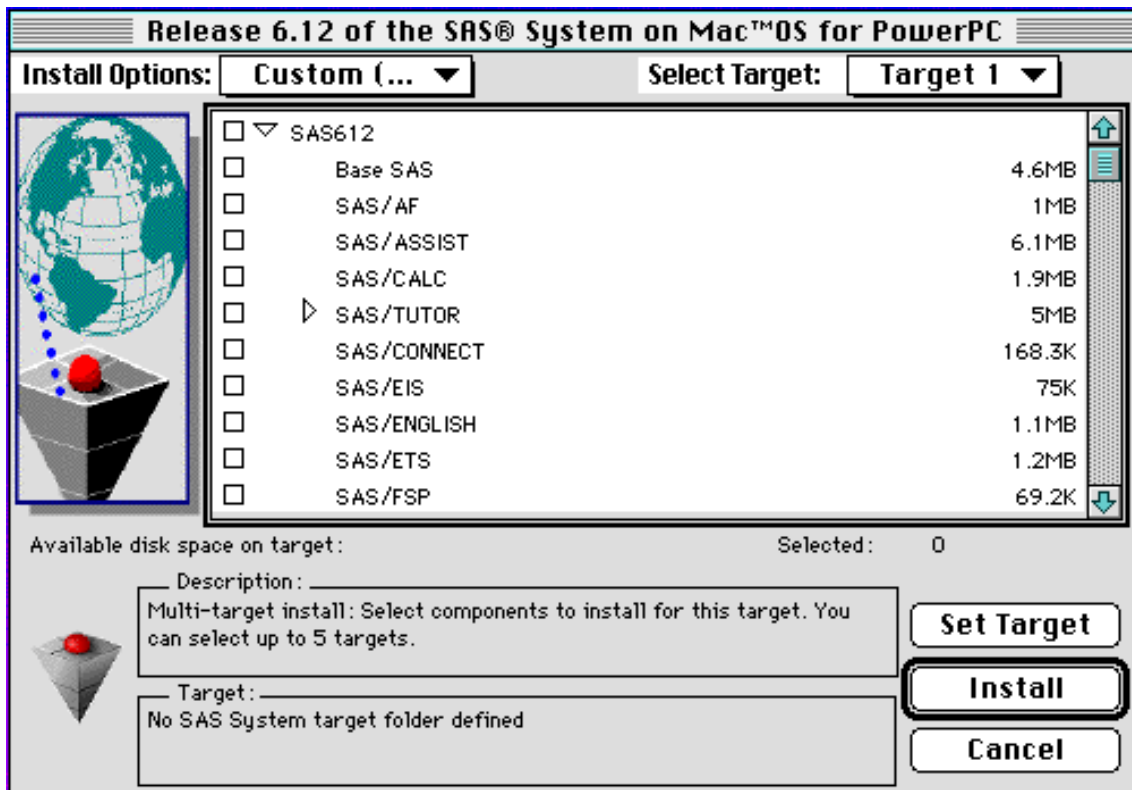 Release 6.12 of the SAS® System on Mac™OS for PowerPC
Install Options: Custom (... Select Target: Target 1
SAS612
Base SAS 4.6MB
SAS/AF 1MB
SAS/ASSIST 6.1MB
SAS/CALC 1.9MB
SAS/TUTOR 5MB
SAS/CONNECT 168.3K
SAS/EIS 75K
SAS/ENGLISH 1.1MB
SAS/ETS 1.2MB
SAS/FSP 69.2K
Available disk space on target: Selected: 0
Description:
Multi-target install: Select components to install for this target. You
can select up to 5 targets.
Target:
No SAS System target folder defined
Set Target
Install
Cancel